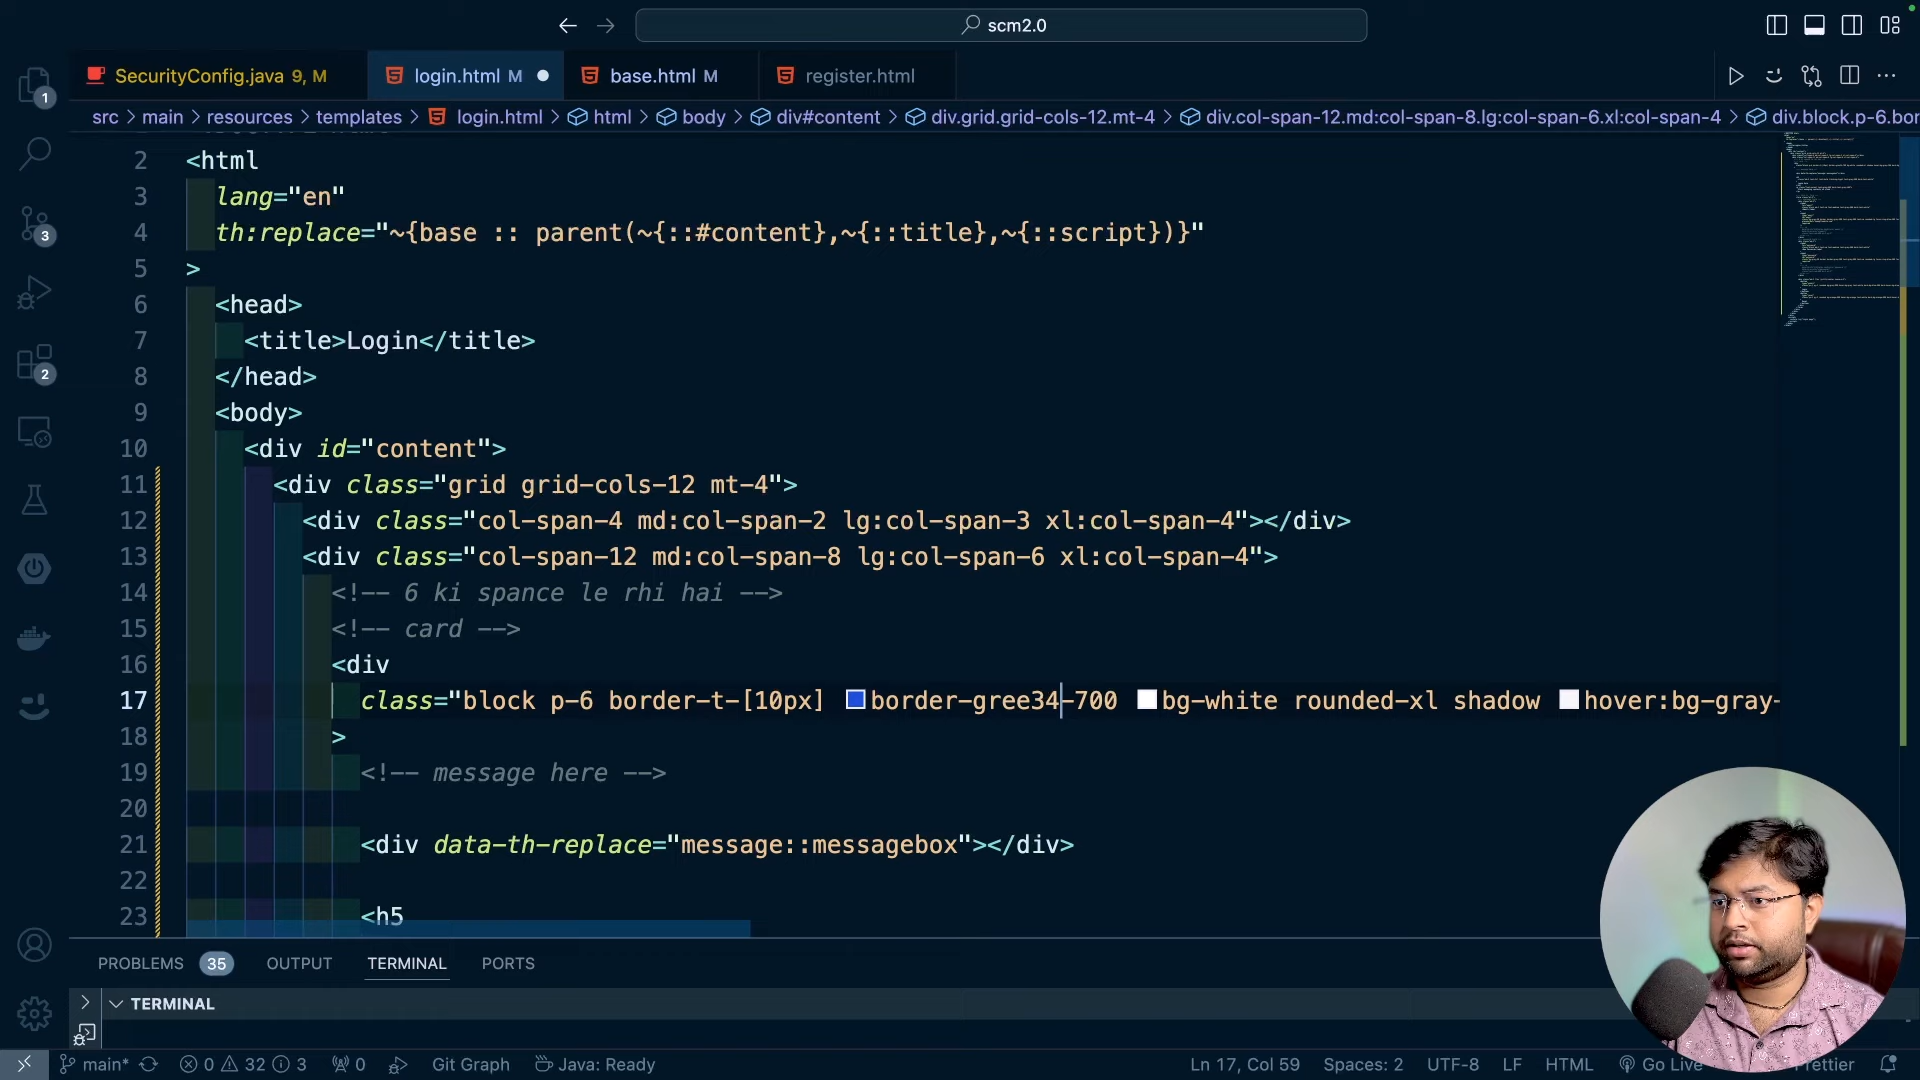 scm2.0
SecurityConfig.java 9, M
login.html M
base.html M
register.html
src > main > resources > templates > login.html > html > body > div#content > div.grid.grid-cols-12.mt-4 > div.col-span-12.md:col-span-8.lg:col-span-6.xl:col-span-4 > div.block.p-6.bor
2 <html
3 lang="en"
4 th:replace="~{base :: parent(~{::#content},~{::title},~{::script})}"
5 >
6 <head>
7 <title>Login</title>
8 </head>
9 <body>
10 <div id="content">
11 <div class="grid grid-cols-12 mt-4">
12 <div class="col-span-4 md:col-span-2 lg:col-span-3 xl:col-span-4"></div>
13 <div class="col-span-12 md:col-span-8 lg:col-span-6 xl:col-span-4">
14 <!-- 6 ki spance le rhi hai -->
15 <!-- card -->
16 <div
17 class="block p-6 border-t-[10px] border-gree34-700 bg-white rounded-xl shadow hover:bg-gray-
18 >
19 <!-- message here -->
20
21 <div data-th-replace="message::messagebox"></div>
22
23 <h5
1
3
2
PROBLEMS 35 OUTPUT TERMINAL PORTS
TERMINAL
main* 0 32 3 0 Git Graph Java: Ready Ln 17, Col 59 Spaces: 2 UTF-8 LF HTML Go Live